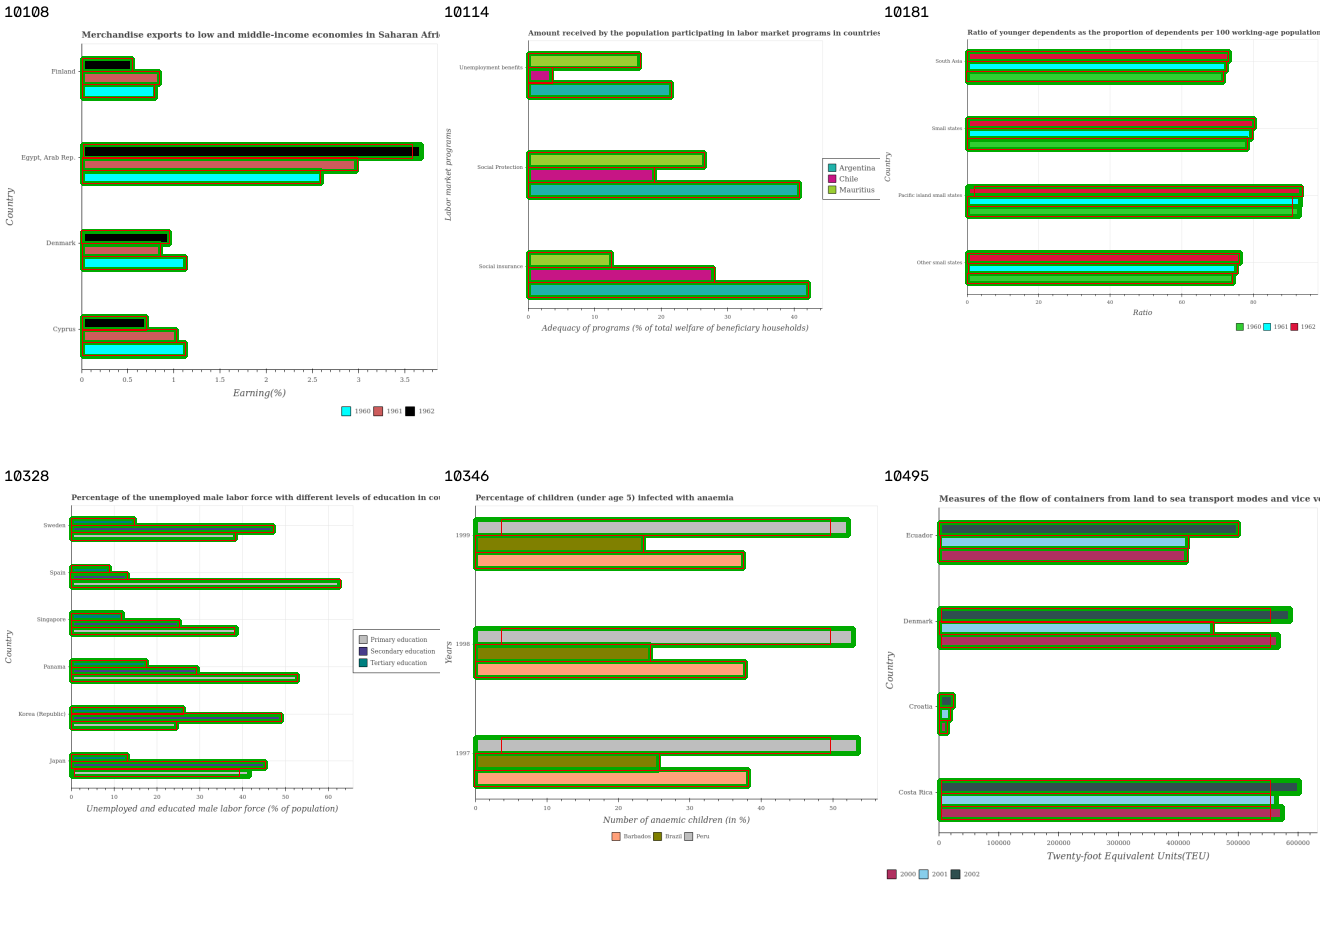 10108
Merchandise exports to low and middle-income economies in Saharan Afri
Finland
Egypt, Arab Rep.
Denmark
Cyprus
Country
0 0.5 1 1.5 2 2.5 3 3.5
Earning(%)
1960 1961 1962
10114
Amount received by the population participating in labor market programs in countries
Unemployment benefits
Social Protection
Social insurance
Labor market programs
0 10 20 30 40
Adequacy of programs (% of total welfare of beneficiary households)
Argentina
Chile
Mauritius
10181
Ratio of younger dependents as the proportion of dependents per 100 working-age population
South Asia
Small states
Pacific island small states
Other small states
Country
0 20 40 60 80
Ratio
1960 1961 1962
10328
Percentage of the unemployed male labor force with different levels of education in cou
Sweden
Spain
Singapore
Panama
Korea (Republic)
Japan
Country
0 10 20 30 40 50 60
Unemployed and educated male labor force (% of population)
Primary education
Secondary education
Tertiary education
10346
Percentage of children (under age 5) infected with anaemia
1999
1998
1997
Years
0 10 20 30 40 50
Number of anaemic children (in %)
Barbados Brazil Peru
10495
Measures of the flow of containers from land to sea transport modes and vice v
Ecuador
Denmark
Croatia
Costa Rica
Country
0 100000 200000 300000 400000 500000 600000
Twenty-foot Equivalent Units(TEU)
2000 2001 2002